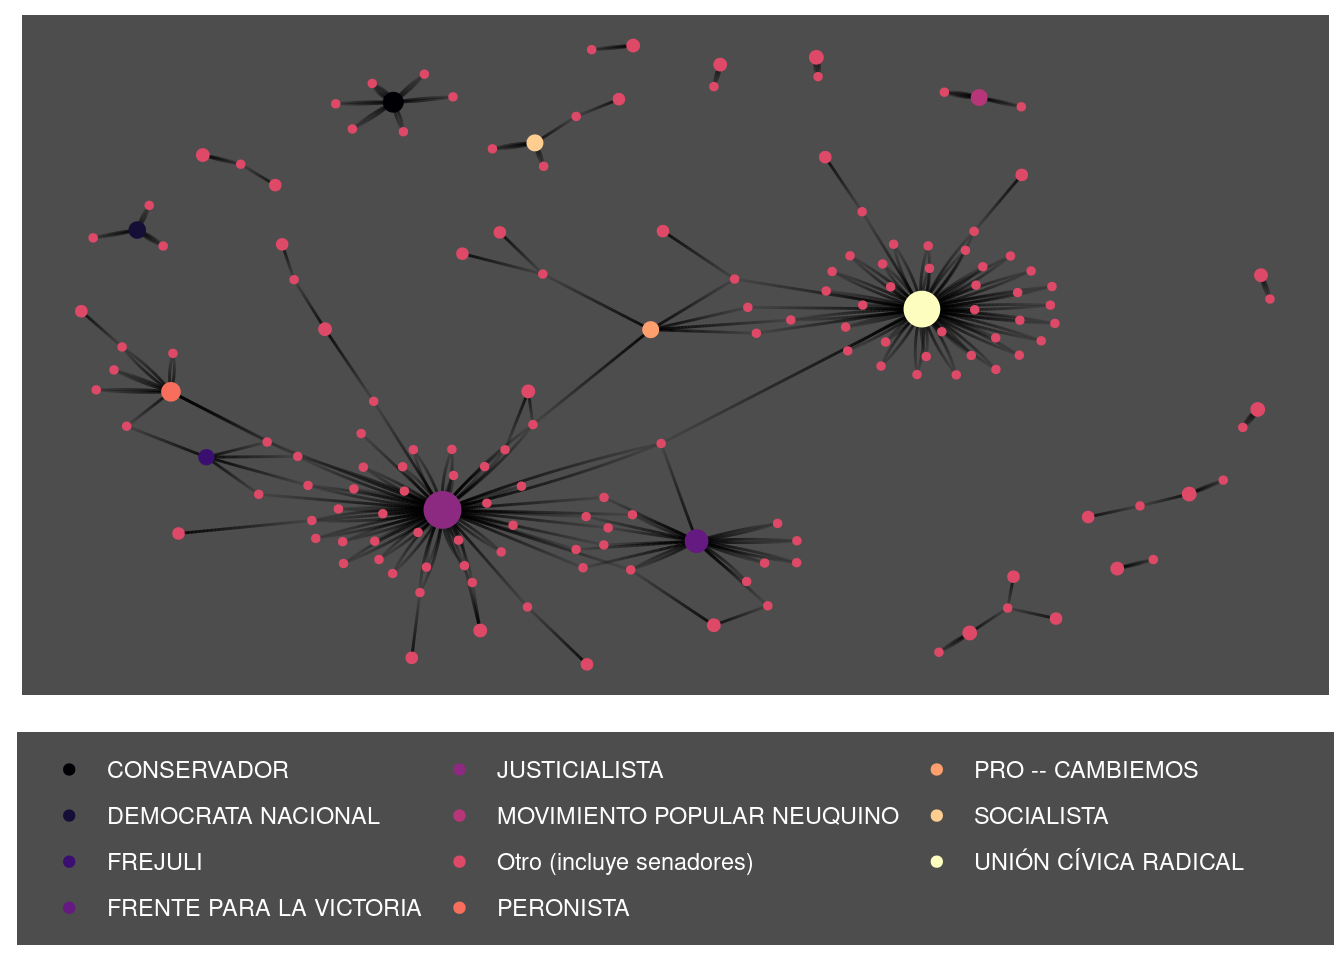 CONSERVADOR
DEMOCRATA NACIONAL
FREJULI
FRENTE PARA LA VICTORIA
JUSTICIALISTA
MOVIMIENTO POPULAR NEUQUINO
Otro (incluye senadores)
PERONISTA
PRO -- CAMBIEMOS
SOCIALISTA
UNIÓN CÍVICA RADICAL